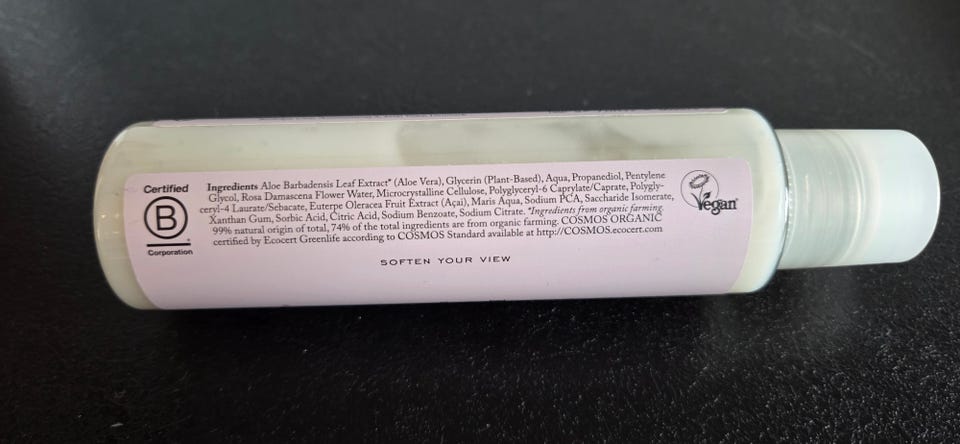 Certified
B
Corporation
Ingredients Aloe Barbadensis Leaf Extract* (Aloe Vera), Glycerin (Plant-Based), Aqua, Propanediol, Pentylene
Glycol, Rosa Damascena Flower Water, Microcrystalline Cellulose, Polyglyceryl-6 Caprylate/Caprate, Polygly-
ceryl-4 Laurate/Sebacate, Euterpe Oleracea Fruit Extract (Açai), Maris Aqua, Sodium PCA, Saccharide Isomerate,
Xanthan Gum, Sorbic Acid, Citric Acid, Sodium Benzoate, Sodium Citrate. *Ingredients from organic farming.
99% natural origin of total, 74% of the total ingredients are from organic farming. COSMOS ORGANIC
certified by Ecocert Greenlife according to COSMOS Standard available at http://COSMOS.ecocert.com
SOFTEN YOUR VIEW
Vegan